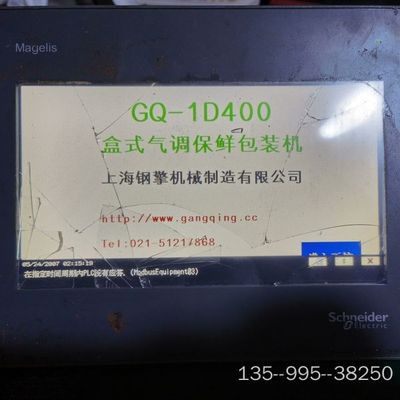 Magelis
GQ-1D400
盒式气调保鲜包装机
上海钢擎机械制造有限公司
http://www.gangqing.cc
Tel:021-51217868
05/24/2007 02:15:19
在指定时间周期内PLC没有应答. (ModbusEquipment03)
Schneider
Electric
135--995--38250